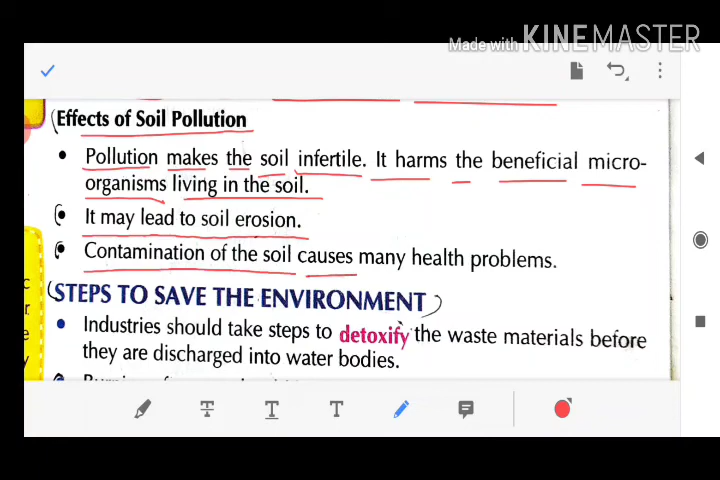 Made with KINEMASTER
Effects of Soil Pollution
• Pollution makes the soil infertile. It harms the beneficial micro-
organisms living in the soil.
• It may lead to soil erosion.
• Contamination of the soil causes many health problems.
STEPS TO SAVE THE ENVIRONMENT
• Industries should take steps to detoxify the waste materials before
they are discharged into water bodies.
T T T